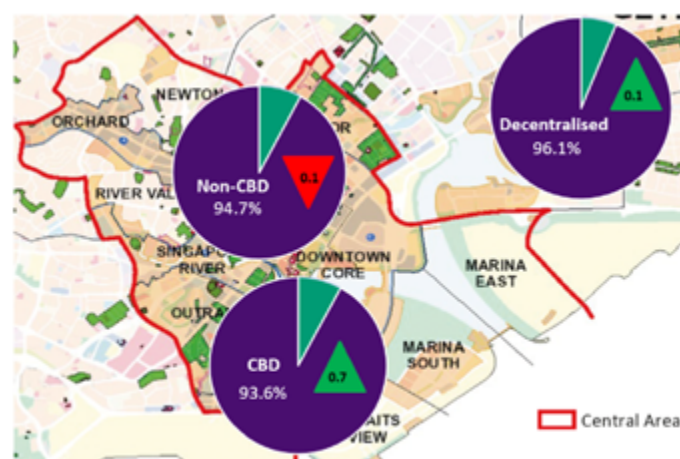 NEWTON
ORCHARD
Decentralised
96.1%
0.1
Non-CBD
94.7%
0.1
RIVER VAL
DOWNTOWN
CORE
RIVER
MARINA
EAST
OUTRA
CBD
93.6%
0.7
MARINA
SOUTH
VIEW
Central Area